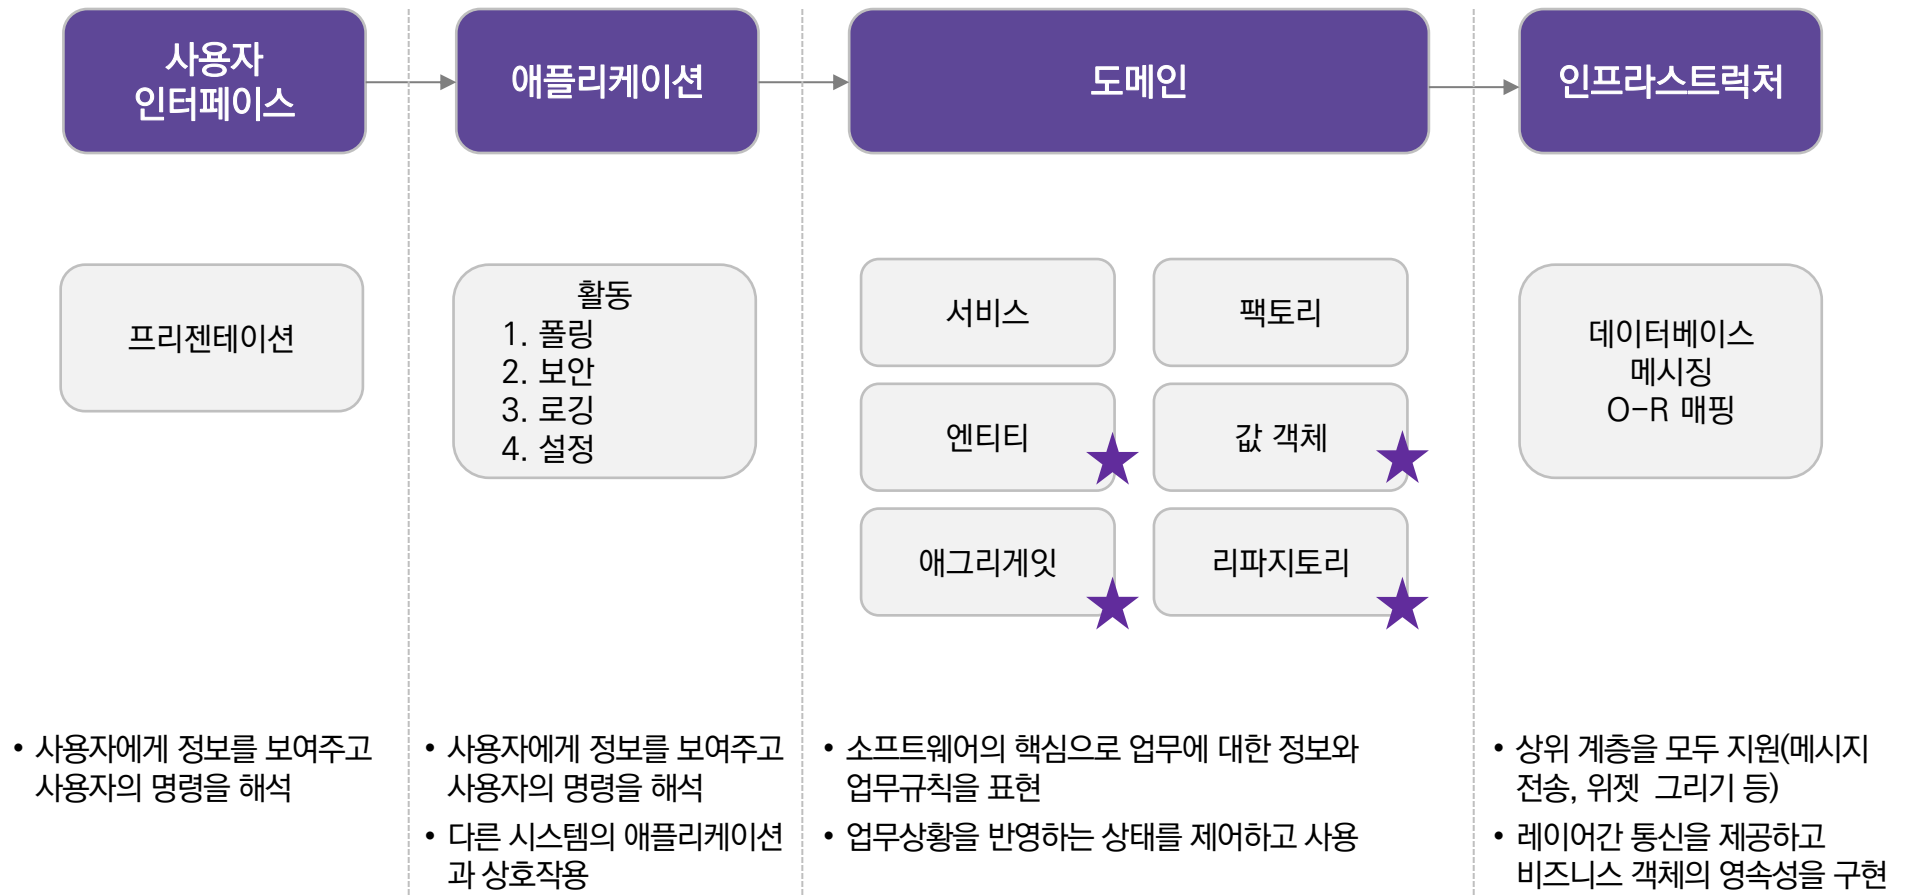 사용자
인터페이스
애플리케이션
도메인
인프라스트럭처
프리젠테이션
활동
1. 폴링
2. 보안
3. 로깅
4. 설정
서비스
팩토리
엔티티
값 객체
애그리게잇
리파지토리
데이터베이스
메시징
O-R 매핑
• 사용자에게 정보를 보여주고
사용자의 명령을 해석
• 사용자에게 정보를 보여주고
사용자의 명령을 해석
• 다른 시스템의 애플리케이션
과 상호작용
• 소프트웨어의 핵심으로 업무에 대한 정보와
업무규칙을 표현
• 업무상황을 반영하는 상태를 제어하고 사용
• 상위 계층을 모두 지원(메시지
전송, 위젯 그리기 등)
• 레이어간 통신을 제공하고
비즈니스 객체의 영속성을 구현